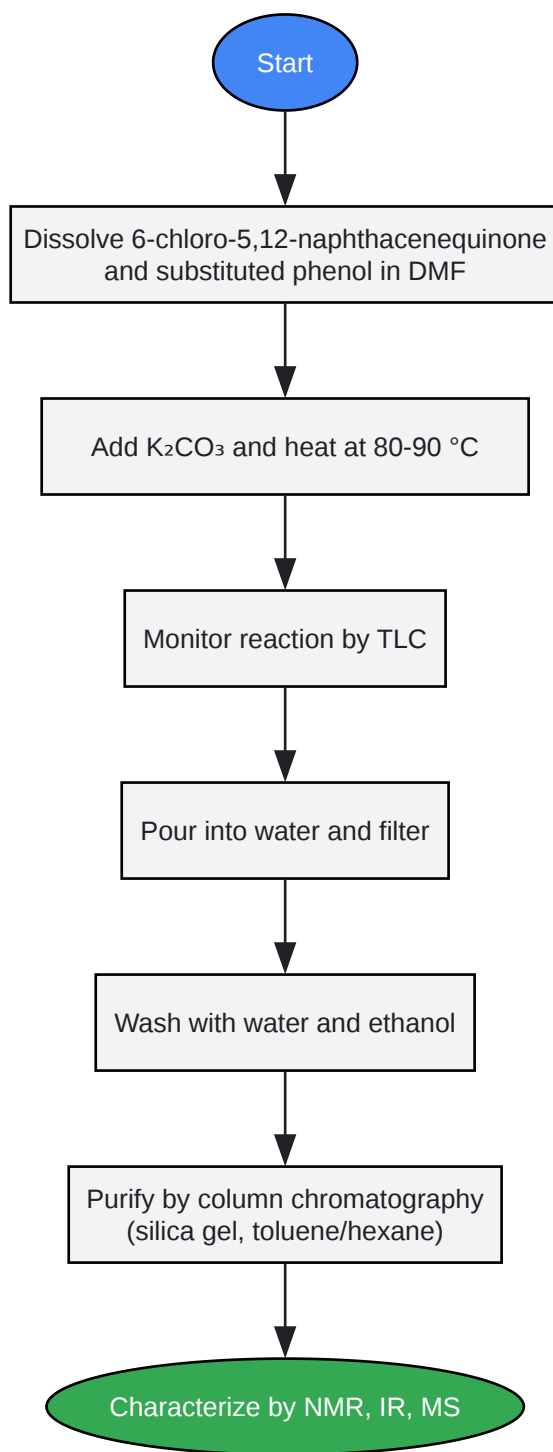 Start
Dissolve 6-chloro-5,12-naphthacenequinone
and substituted phenol in DMF
Add K₂CO₃ and heat at 80-90 °C
Monitor reaction by TLC
Pour into water and filter
Wash with water and ethanol
Purify by column chromatography
(silica gel, toluene/hexane)
Characterize by NMR, IR, MS